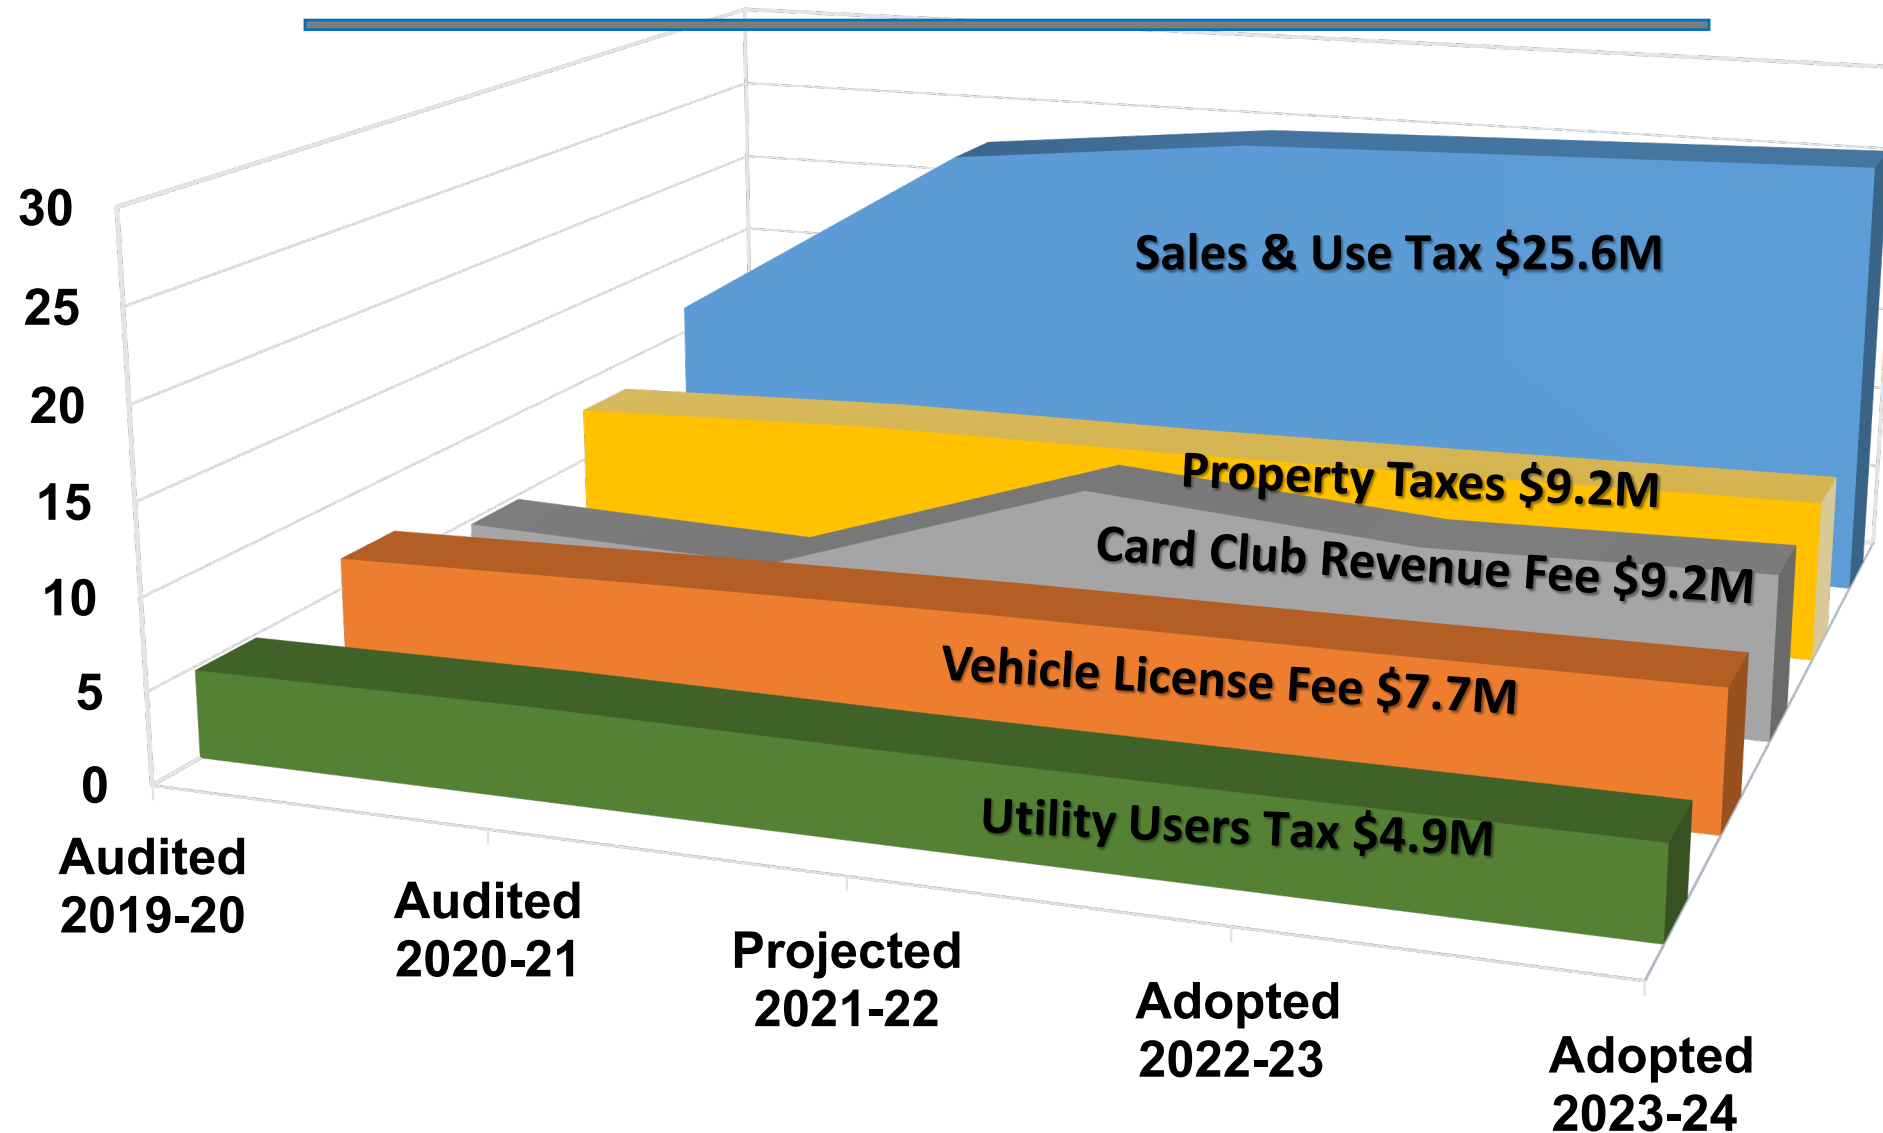 30
25
20
15
10
5
0
Sales & Use Tax $25.6M
Property Taxes $9.2M
Card Club Revenue Fee $9.2M
Vehicle License Fee $7.7M
Utility Users Tax $4.9M
Audited
2019-20
Audited
2020-21
Projected
2021-22
Adopted
2022-23
Adopted
2023-24